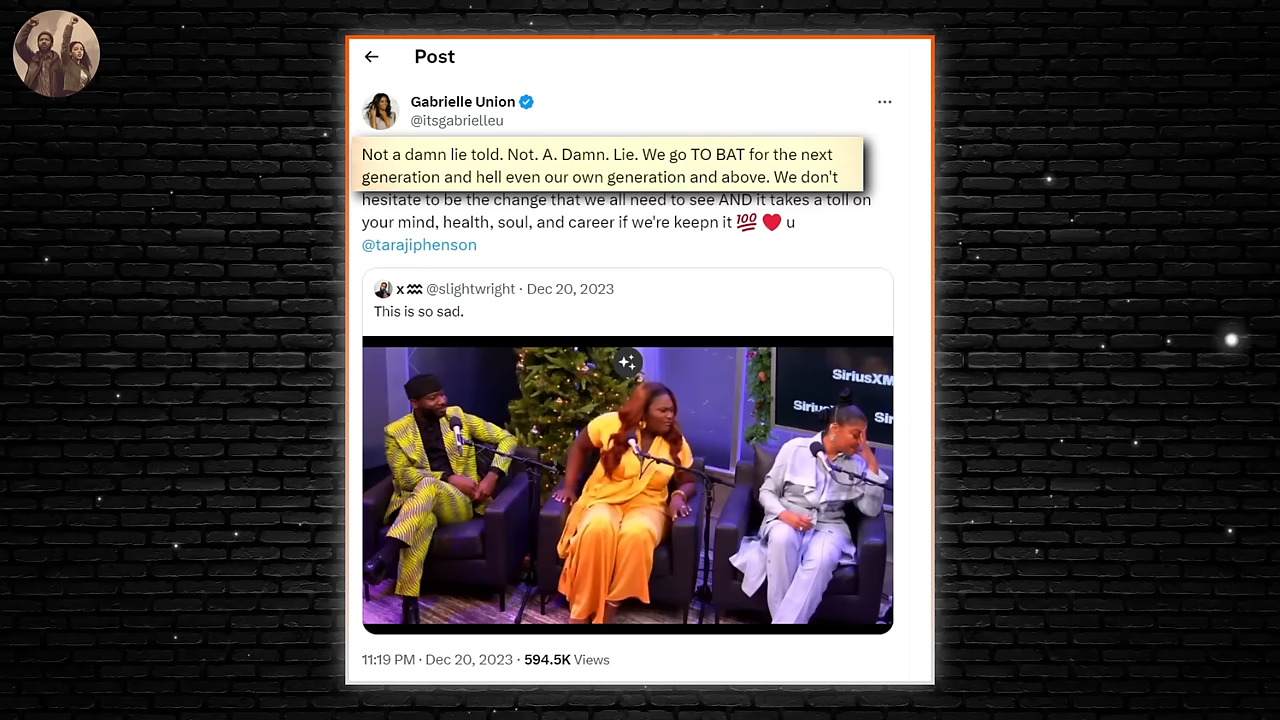 Post
Gabrielle Union
@itsgabrielleu
Not a damn lie told. Not. A. Damn. Lie. We go TO BAT for the next
generation and hell even our own generation and above. We don't
hesitate to be the change that we all need to see AND it takes a toll on
your mind, health, soul, and career if we're keepn it 💯 ❤️ u
@tarajiphenson
x ♒♒ @slightwright · Dec 20, 2023
This is so sad.
SiriusXM
Sirius
Sir
11:19 PM · Dec 20, 2023 · 594.5K Views